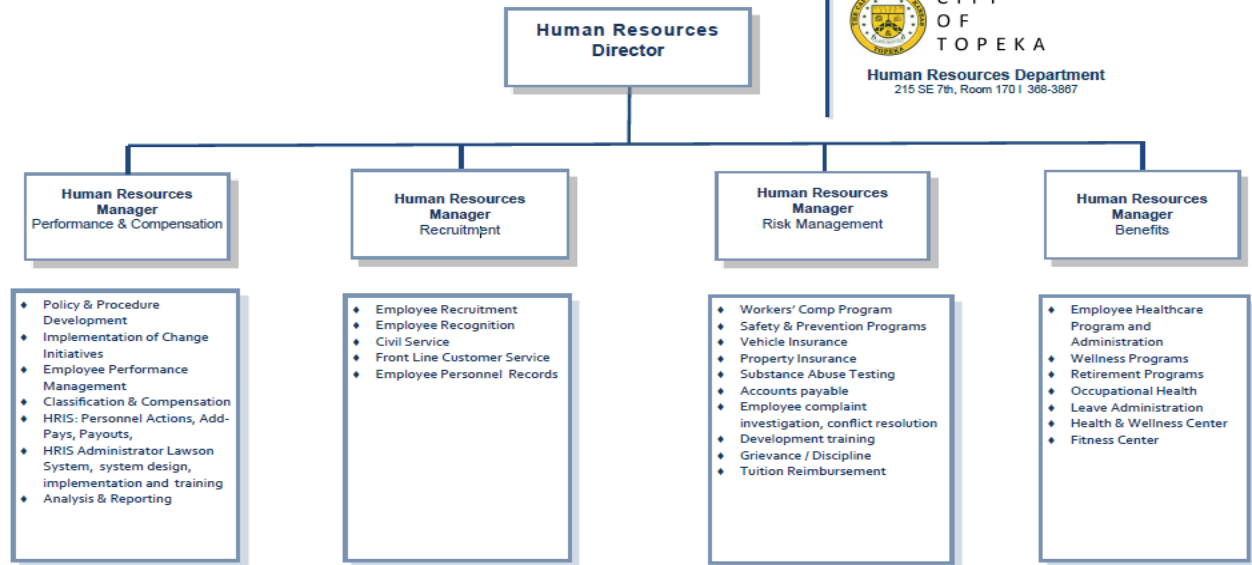 Human Resources
Director
CITY
OF
TOPEKA
TOPEKA
Human Resources Department
215 SE 7th, Room 170 I 368-3867
Human Resources
Manager
Performance & Compensation
Human Resources
Manager
Recruitment
Human Resources
Manager
Risk Management
Human Resources
Manager
Benefits
♦ Policy & Procedure
Development
♦ Implementation of Change
Initiatives
♦ Employee Performance
Management
♦ Classification & Compensation
♦ HRIS: Personnel Actions, Add-
Pays, Payouts,
♦ HRIS Administrator Lawson
System, system design,
implementation and training
♦ Analysis & Reporting
♦ Employee Recruitment
♦ Employee Recognition
♦ Civil Service
♦ Front Line Customer Service
♦ Employee Personnel Records
♦ Workers' Comp Program
♦ Safety & Prevention Programs
♦ Vehicle Insurance
♦ Property Insurance
♦ Substance Abuse Testing
♦ Accounts payable
♦ Employee complaint
investigation, conflict resolution
♦ Development training
♦ Grievance / Discipline
♦ Tuition Reimbursement
♦ Employee Healthcare
Program and
Administration
♦ Wellness Programs
♦ Retirement Programs
♦ Occupational Health
♦ Leave Administration
♦ Health & Wellness Center
♦ Fitness Center